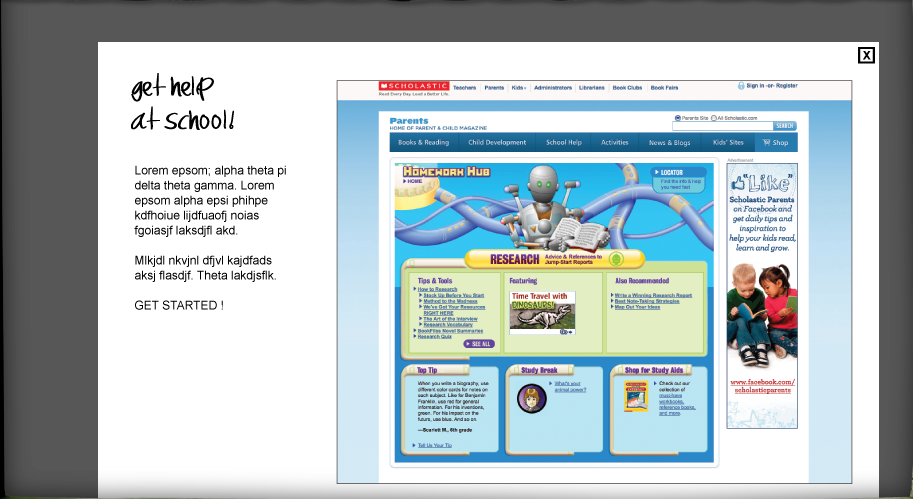 X
get help
at school!
Lorem epsom; alpha theta pi
delta theta gamma. Lorem
epsom alpha epsi phihpe
kdfhoiue lijdfuaofj noias
fgoiasjf laksdjfl akd.
Mlkjdl nkvjnl dfjvl kajdfads
aksj flasdjf. Theta lakdjsflk.
GET STARTED !
SCHOLASTIC
Read Every Day. Lead a Better Life.
Teachers Parents Kids Administrators Librarians Book Clubs Book Fairs
Sign In -or- Register
Parents
HOME OF PARENT & CHILD MAGAZINE
Parents Site All Scholastic.com
SEARCH
Books & Reading Child Development School Help Activities News & Blogs Kids' Sites Shop
Advertisement
HOMEWORK HUB
HOME
LOCATOR
Find the info & help
you need fast
RESEARCH
Advice & References to
Jump-Start Reports
Tips & Tools
How to Research
Stock Up Before You Start
Method to the Madness
We've Got Your Resources
RIGHT HERE
The Art of the Interview
Research Vocabulary
BookFiles Novel Summaries
Research Quiz
SEE ALL
Featuring
Time Travel with
DINOSAURS!
Also Recommended
Write a Winning Research Report
Best Note-Taking Strategies
Map Out Your Ideas
Top Tip
When you write a biography, use
different color cards for notes on
each subject. Like for Benjamin
Franklin, use red for general
information. For his inventions,
green. For his impact on the
future, use blue. And so on.
—Scarlett M., 6th grade
Tell Us Your Tip
Study Break
What's your
animal power?
Shop for Study Aids
Check out our
collection of
must-have
workbooks,
reference books,
and more.
"Like"
Scholastic Parents
on Facebook and
get daily tips and
inspiration to
help your kids read,
learn and grow.
www.facebook.com/
scholasticparents